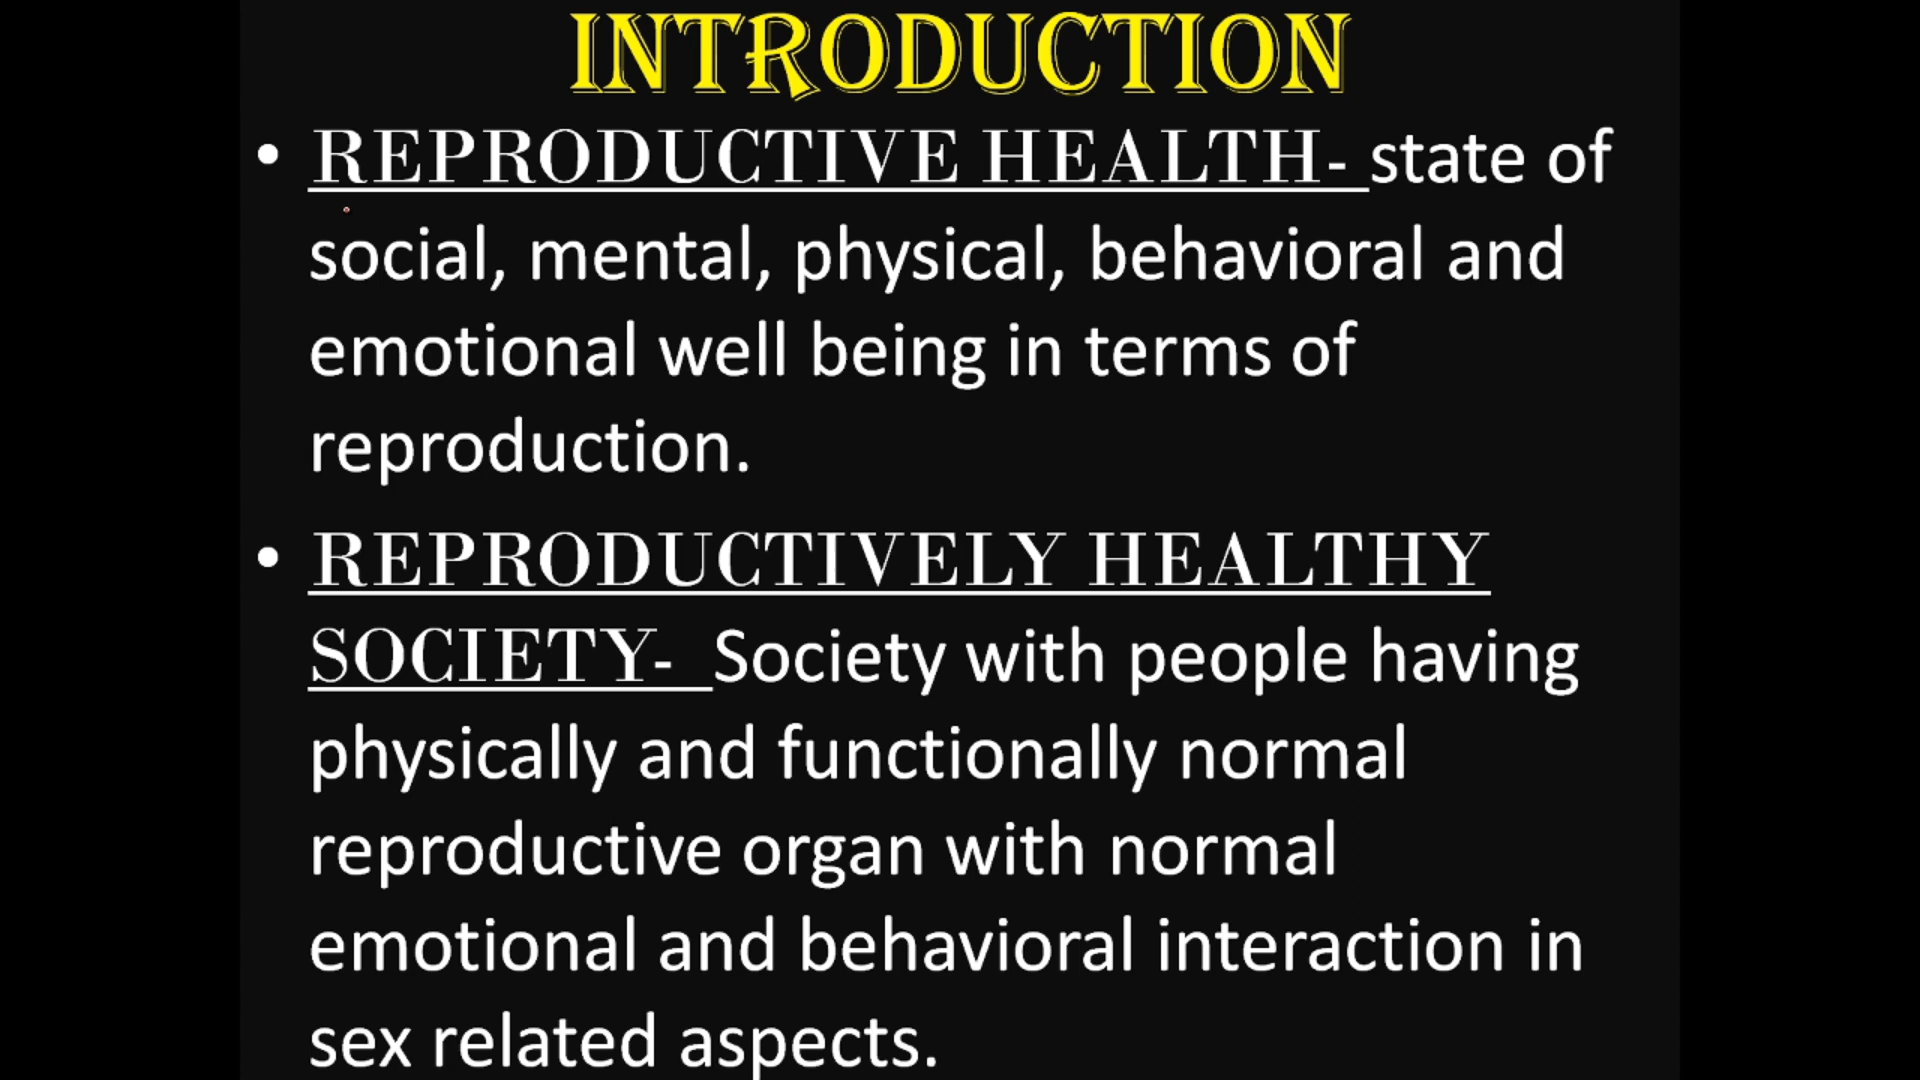 INTRODUCTION
• REPRODUCTIVE HEALTH- state of
social, mental, physical, behavioral and
emotional well being in terms of
reproduction.
• REPRODUCTIVELY HEALTHY
SOCIETY- Society with people having
physically and functionally normal
reproductive organ with normal
emotional and behavioral interaction in
sex related aspects.